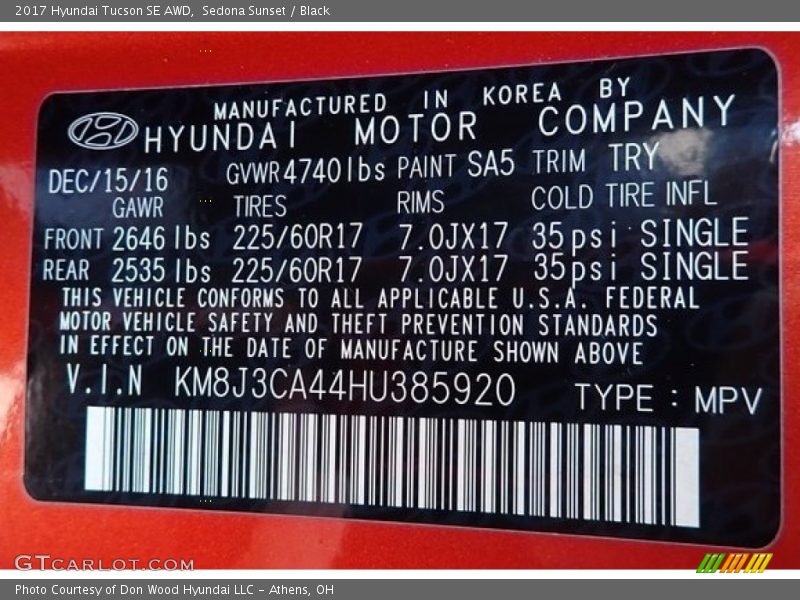 2017 Hyundai Tucson SE AWD, Sedona Sunset / Black
MANUFACTURED IN KOREA BY
HYUNDAI MOTOR COMPANY
DEC/15/16 GVWR 4740 lbs PAINT SA5 TRIM TRY
GAWR TIRES RIMS COLD TIRE INFL
FRONT 2646 lbs 225/60R17 7.0JX17 35psi SINGLE
REAR 2535 lbs 225/60R17 7.0JX17 35psi SINGLE
THIS VEHICLE CONFORMS TO ALL APPLICABLE U.S.A. FEDERAL
MOTOR VEHICLE SAFETY AND THEFT PREVENTION STANDARDS
IN EFFECT ON THE DATE OF MANUFACTURE SHOWN ABOVE
V.I.N KM8J3CA44HU385920 TYPE : MPV
GTCARLOT.COM
Photo Courtesy of Don Wood Hyundai LLC - Athens, OH